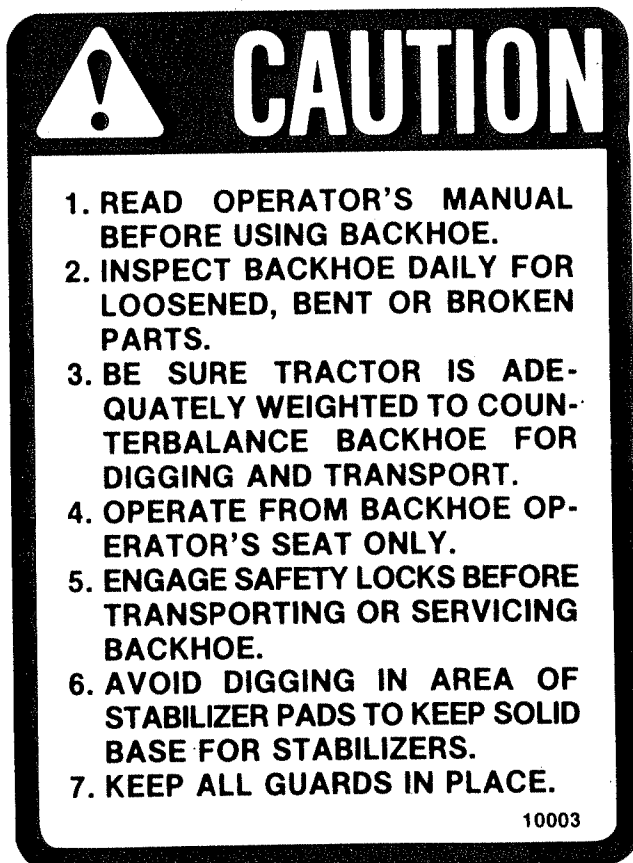 CAUTION
1. READ OPERATOR'S MANUAL
BEFORE USING BACKHOE.
2. INSPECT BACKHOE DAILY FOR
LOOSENED, BENT OR BROKEN
PARTS.
3. BE SURE TRACTOR IS ADE-
QUATELY WEIGHTED TO COUN-
TERBALANCE BACKHOE FOR
DIGGING AND TRANSPORT.
4. OPERATE FROM BACKHOE OP-
ERATOR'S SEAT ONLY.
5. ENGAGE SAFETY LOCKS BEFORE
TRANSPORTING OR SERVICING
BACKHOE.
6. AVOID DIGGING IN AREA OF
STABILIZER PADS TO KEEP SOLID
BASE FOR STABILIZERS.
7. KEEP ALL GUARDS IN PLACE.
10003